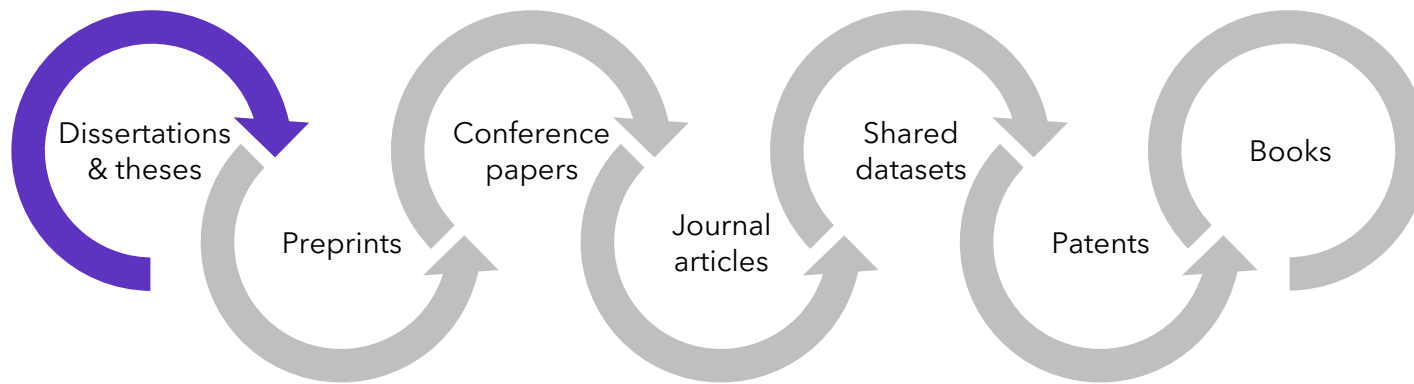 Dissertations
& theses
Preprints
Conference
papers
Journal
articles
Shared
datasets
Patents
Books